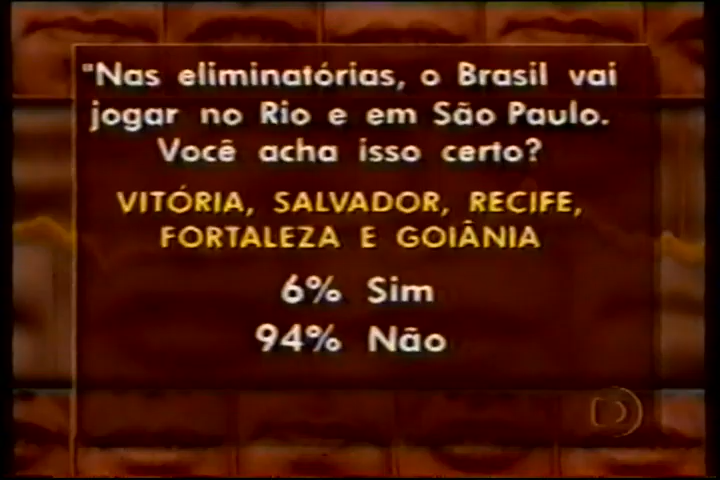 "Nas eliminatórias, o Brasil vai
jogar no Rio e em São Paulo.
Você acha isso certo?
VITÓRIA, SALVADOR, RECIFE,
FORTALEZA E GOIÂNIA
6% Sim
94% Não